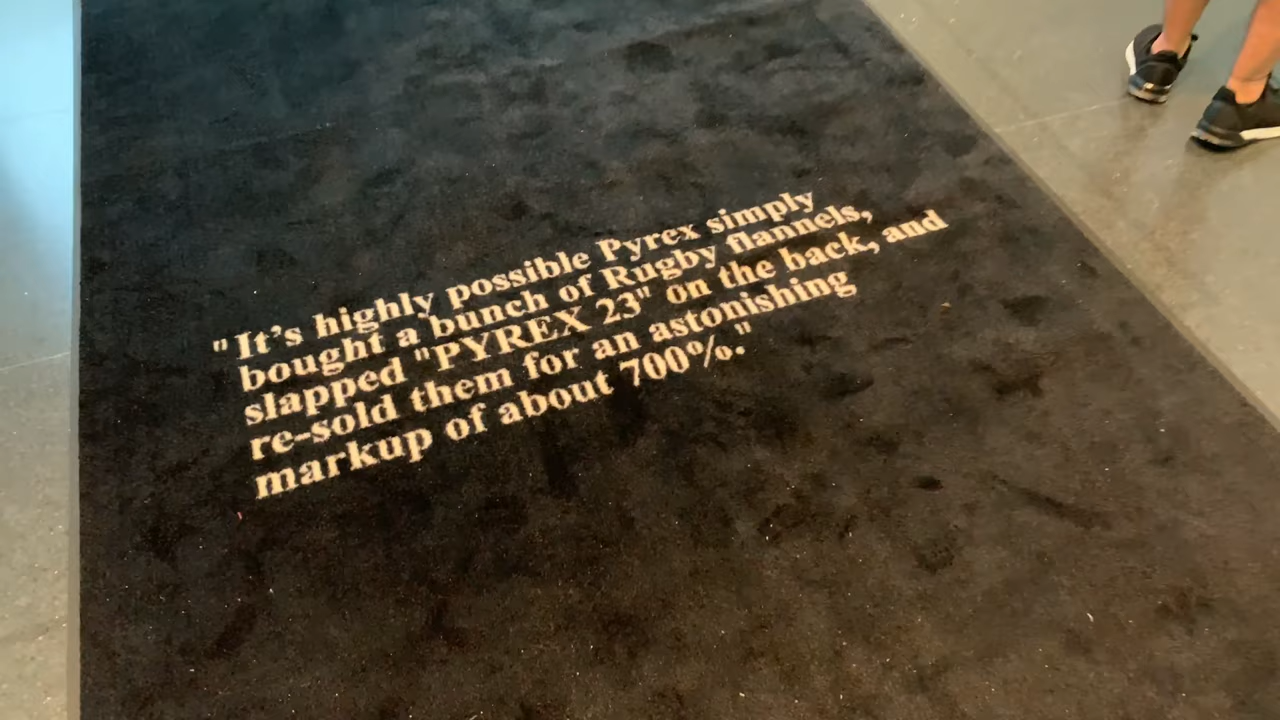 "It's highly possible Pyrex simply
bought a bunch of Rugby flannels,
slapped "PYREX 23" on the back, and
re-sold them for an astonishing
markup of about 700%."